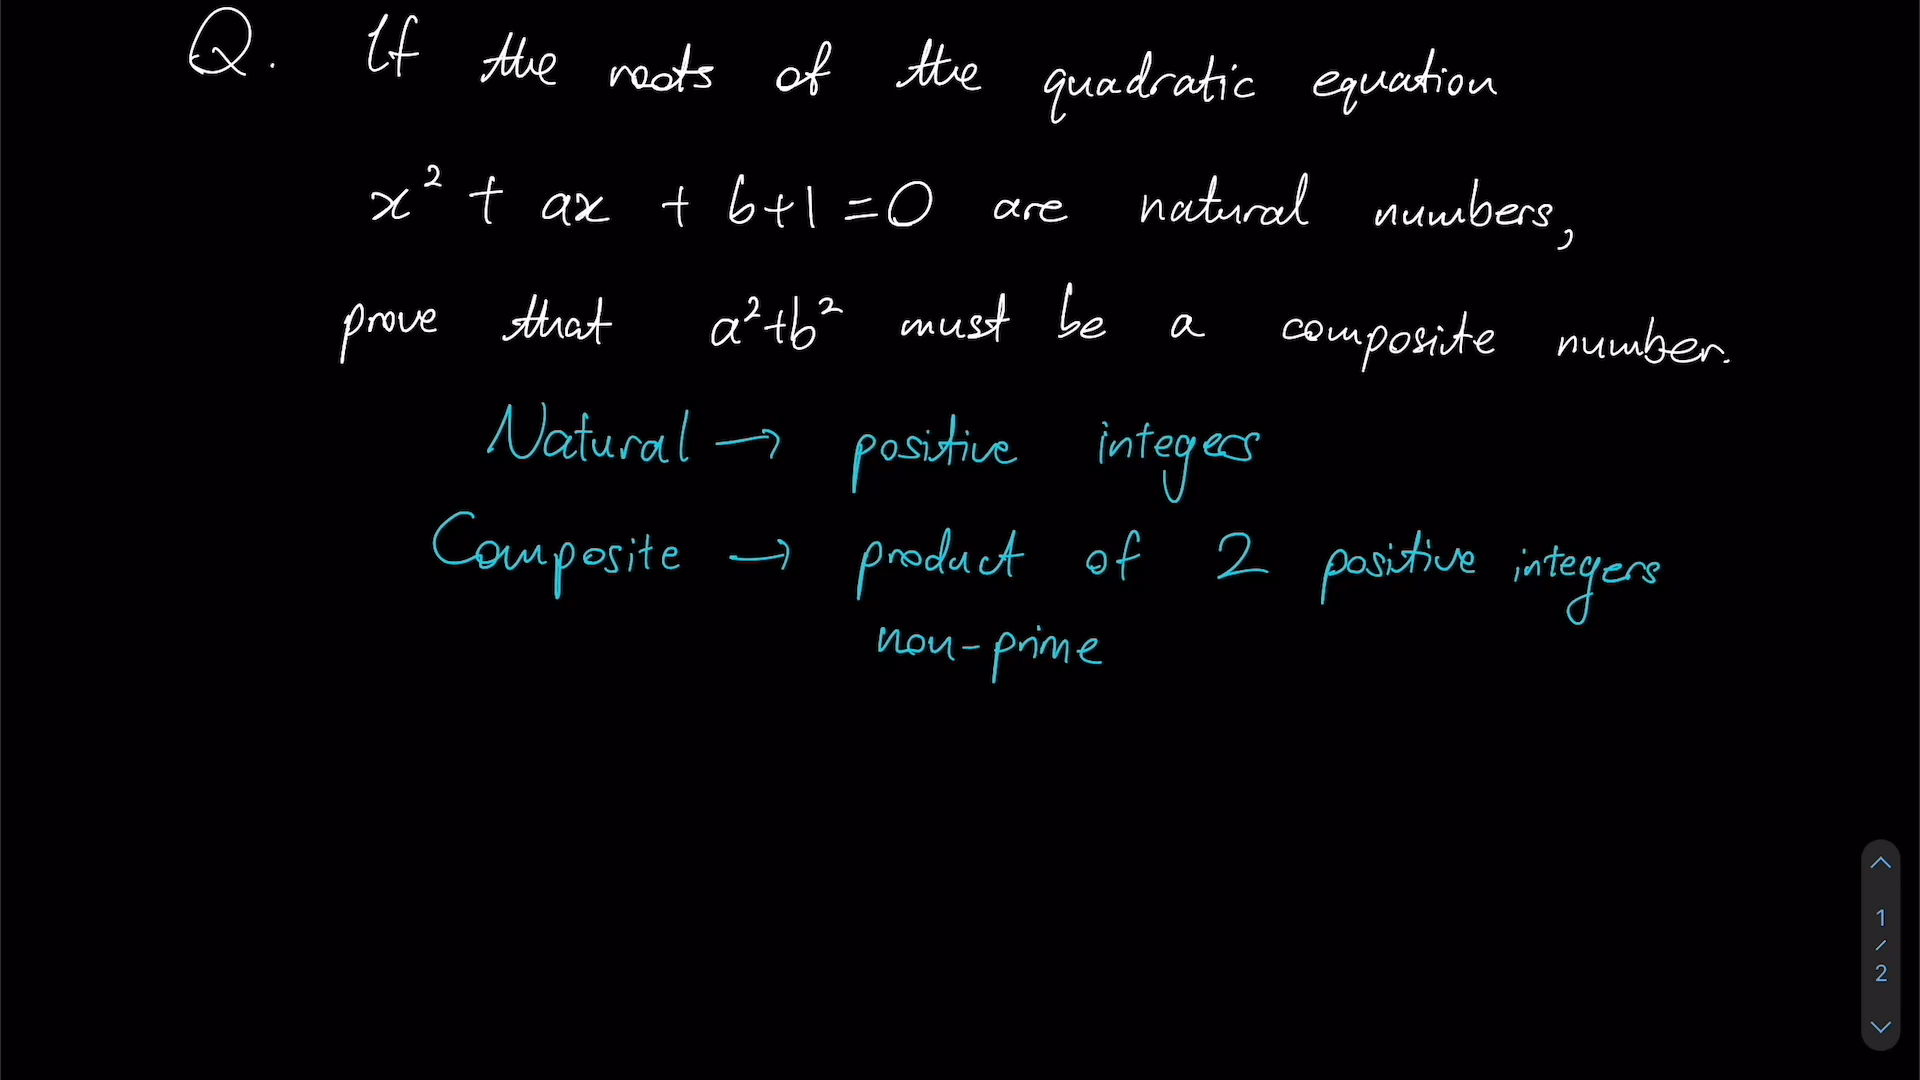 Q. If the roots of the quadratic equation
x² + ax + b+1 = 0 are natural numbers,
prove that a²+b² must be a composite number.
Natural → positive integers
Composite → product of 2 positive integers
non-prime
1
/
2